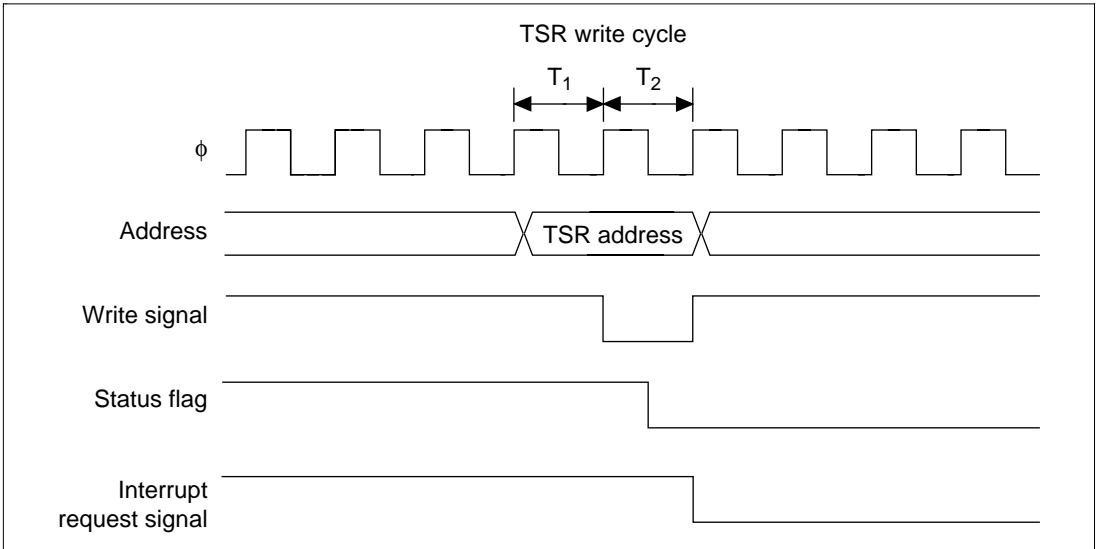 TSR write cycle
T₁ T₂
ϕ
Address TSR address
Write signal
Status flag
Interrupt
request signal